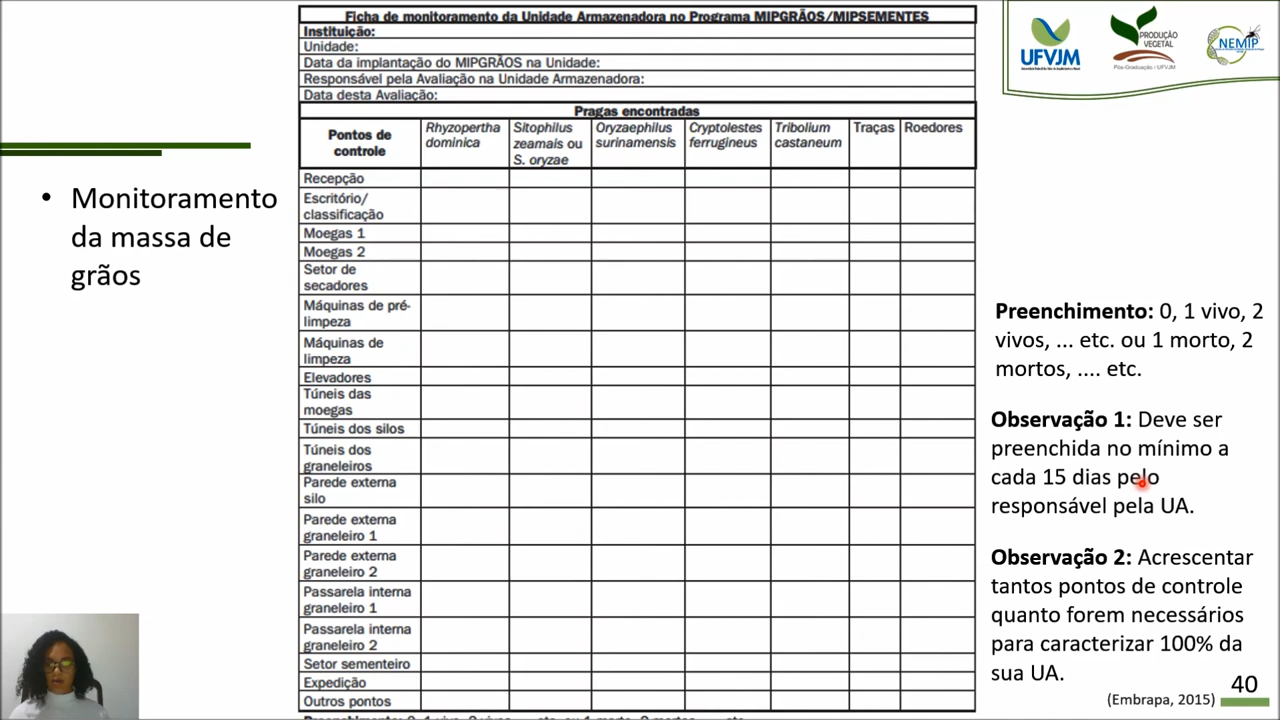 Ficha de monitoramento da Unidade Armazenadora no Programa MIPGRÃOS/MIPSEMENTES
Instituição:
Unidade:
Data da implantação do MIPGRÃOS na Unidade:
Responsável pela Avaliação na Unidade Armazenadora:
Data desta Avaliação:
Pragas encontradas
Pontos de
controle
Rhyzopertha
dominica
Sitophilus
zeamais ou
S. oryzae
Oryzaephilus
surinamensis
Cryptolestes
ferrugineus
Tribolium
castaneum
Traças
Roedores
Recepção
Escritório/
classificação
Moegas 1
Moegas 2
Setor de
secadores
Máquinas de pré-
limpeza
Máquinas de
limpeza
Elevadores
Túneis das
moegas
Túneis dos silos
Túneis dos
graneleiros
Parede externa
silo
Parede externa
graneleiro 1
Parede externa
graneleiro 2
Passarela interna
graneleiro 1
Passarela interna
graneleiro 2
Setor sementeiro
Expedição
Outros pontos
• Monitoramento
da massa de
grãos
UFVJM
PRODUÇÃO
VEGETAL
Pós-Graduação / UFVJM
NEMIP
Preenchimento: 0, 1 vivo, 2
vivos, ... etc. ou 1 morto, 2
mortos, .... etc.
Observação 1: Deve ser
preenchida no mínimo a
cada 15 dias pelo
responsável pela UA.
Observação 2: Acrescentar
tantos pontos de controle
quanto forem necessários
para caracterizar 100% da
sua UA.
(Embrapa, 2015)
40